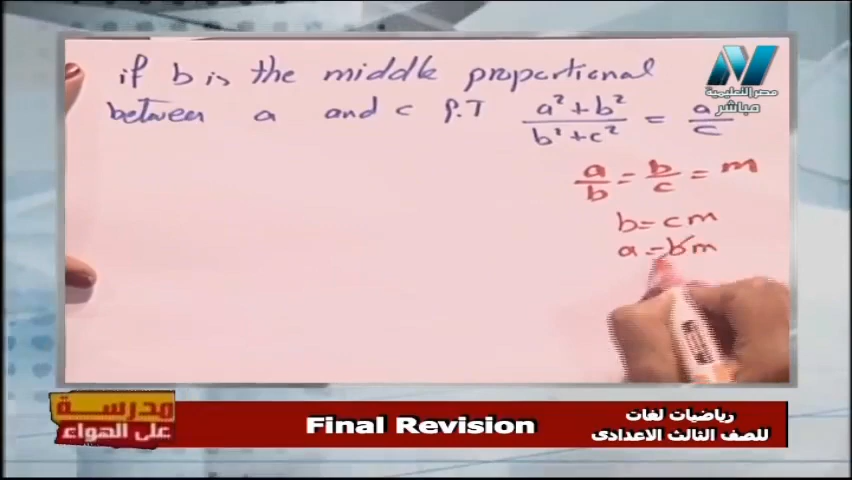 if b is the middle proportional
between a and c P.T a²+b² / b²+c² = a / c
a/b = b/c = m
b = cm
a = bm
مصر التعليمية
مباشر
مدرسة
على الهواء
Final Revision
رياضيات لغات
للصف الثالث الاعدادى